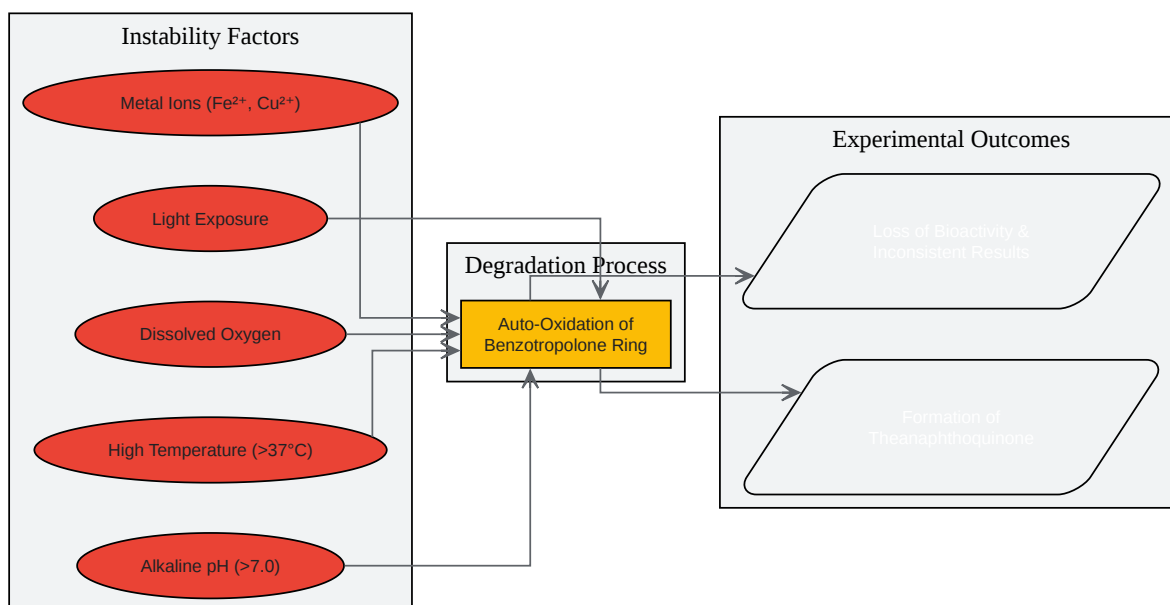 Instability Factors
Metal Ions (Fe²⁺, Cu²⁺)
Light Exposure
Dissolved Oxygen
High Temperature (>37°C)
Alkaline pH (>7.0)
Degradation Process
Auto-Oxidation of
Benzotropolone Ring
Experimental Outcomes
Loss of Bioactivity &
Inconsistent Results
Formation of
Theanaphthoquinone